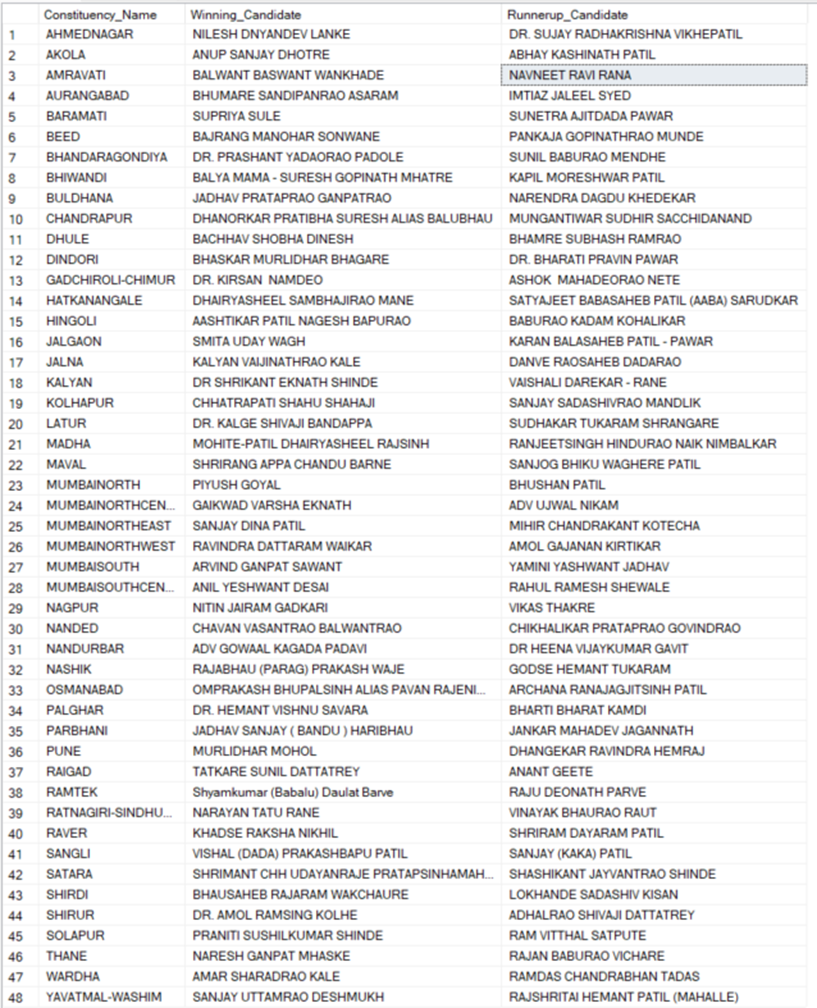 Constituency_Name Winning_Candidate Runnerup_Candidate
1 AHMEDNAGAR NILESH DNYANDEV LANKE DR. SUJAY RADHAKRISHNA VIKHEPATIL
2 AKOLA ANUP SANJAY DHOTRE ABHAY KASHINATH PATIL
3 AMRAVATI BALWANT BASWANT WANKHADE NAVNEET RAVI RANA
4 AURANGABAD BHUMARE SANDIPANRAO ASARAM IMTIAZ JALEEL SYED
5 BARAMATI SUPRIYA SULE SUNETRA AJITDADA PAWAR
6 BEED BAJRANG MANOHAR SONWANE PANKAJA GOPINATHRAO MUNDE
7 BHANDARAGONDIYA DR. PRASHANT YADAORAO PADOLE SUNIL BABURAO MENDHE
8 BHIWANDI BALYA MAMA - SURESH GOPINATH MHATRE KAPIL MORESHWAR PATIL
9 BULDHANA JADHAV PRATAPRAO GANPATRAO NARENDRA DAGDU KHEDEKAR
10 CHANDRAPUR DHANORKAR PRATIBHA SURESH ALIAS BALUBHAU MUNGANTIWAR SUDHIR SACCHIDANAND
11 DHULE BACHHAV SHOBHA DINESH BHAMRE SUBHASH RAMRAO
12 DINDORI BHASKAR MURLIDHAR BHAGARE DR. BHARATI PRAVIN PAWAR
13 GADCHIROLI-CHIMUR DR. KIRSAN NAMDEO ASHOK MAHADEORAO NETE
14 HATKANANGALE DHAIRYASHEEL SAMBHAJIRAO MANE SATYAJEET BABASAHEB PATIL (AABA) SARUDKAR
15 HINGOLI AASHTIKAR PATIL NAGESH BAPURAO BABURAO KADAM KOHALIKAR
16 JALGAON SMITA UDAY WAGH KARAN BALASAHEB PATIL - PAWAR
17 JALNA KALYAN VAIJINATHRAO KALE DANVE RAOSAHEB DADARAO
18 KALYAN DR SHRIKANT EKNATH SHINDE VAISHALI DAREKAR - RANE
19 KOLHAPUR CHHATRAPATI SHAHU SHAHAJI SANJAY SADASHIVRAO MANDLIK
20 LATUR DR. KALGE SHIVAJI BANDAPPA SUDHAKAR TUKARAM SHRANGARE
21 MADHA MOHITE-PATIL DHAIRYASHEEL RAJSINH RANJEETSINGH HINDURAO NAIK NIMBALKAR
22 MAVAL SHRIRANG APPA CHANDU BARNE SANJOG BHIKU WAGHERE PATIL
23 MUMBAINORTH PIYUSH GOYAL BHUSHAN PATIL
24 MUMBAINORTHCEN... GAIKWAD VARSHA EKNATH ADV UJWAL NIKAM
25 MUMBAINORTHEAST SANJAY DINA PATIL MIHIR CHANDRAKANT KOTECHA
26 MUMBAINORTHWEST RAVINDRA DATTARAM WAIKAR AMOL GAJANAN KIRTIKAR
27 MUMBAISOUTH ARVIND GANPAT SAWANT YAMINI YASHWANT JADHAV
28 MUMBAISOUTHCEN... ANIL YESHWANT DESAI RAHUL RAMESH SHEWALE
29 NAGPUR NITIN JAIRAM GADKARI VIKAS THAKRE
30 NANDED CHAVAN VASANTRAO BALWANTRAO CHIKHALIKAR PRATAPRAO GOVINDRAO
31 NANDURBAR ADV GOWAAL KAGADA PADAVI DR HEENA VIJAYKUMAR GAVIT
32 NASHIK RAJABHAU (PARAG) PRAKASH WAJE GODSE HEMANT TUKARAM
33 OSMANABAD OMPRAKASH BHUPALSINH ALIAS PAVAN RAJENI... ARCHANA RANAJAGJITSINH PATIL
34 PALGHAR DR. HEMANT VISHNU SAVARA BHARTI BHARAT KAMDI
35 PARBHANI JADHAV SANJAY ( BANDU ) HARIBHAU JANKAR MAHADEV JAGANNATH
36 PUNE MURLIDHAR MOHOL DHANGEKAR RAVINDRA HEMRAJ
37 RAIGAD TATKARE SUNIL DATTATREY ANANT GEETE
38 RAMTEK Shyamkumar (Babalu) Daulat Barve RAJU DEONATH PARVE
39 RATNAGIRI-SINDHU... NARAYAN TATU RANE VINAYAK BHAURAO RAUT
40 RAVER KHADSE RAKSHA NIKHIL SHRIRAM DAYARAM PATIL
41 SANGLI VISHAL (DADA) PRAKASHBAPU PATIL SANJAY (KAKA) PATIL
42 SATARA SHRIMANT CHH UDAYANRAJE PRATAPSINHAMAH... SHASHIKANT JAYVANTRAO SHINDE
43 SHIRDI BHAUSAHEB RAJARAM WAKCHAURE LOKHANDE SADASHIV KISAN
44 SHIRUR DR. AMOL RAMSING KOLHE ADHALRAO SHIVAJI DATTATREY
45 SOLAPUR PRANITI SUSHILKUMAR SHINDE RAM VITTHAL SATPUTE
46 THANE NARESH GANPAT MHASKE RAJAN BABURAO VICHARE
47 WARDHA AMAR SHARADRAO KALE RAMDAS CHANDRABHAN TADAS
48 YAVATMAL-WASHIM SANJAY UTTAMRAO DESHMUKH RAJSHRITAI HEMANT PATIL (MAHALLE)